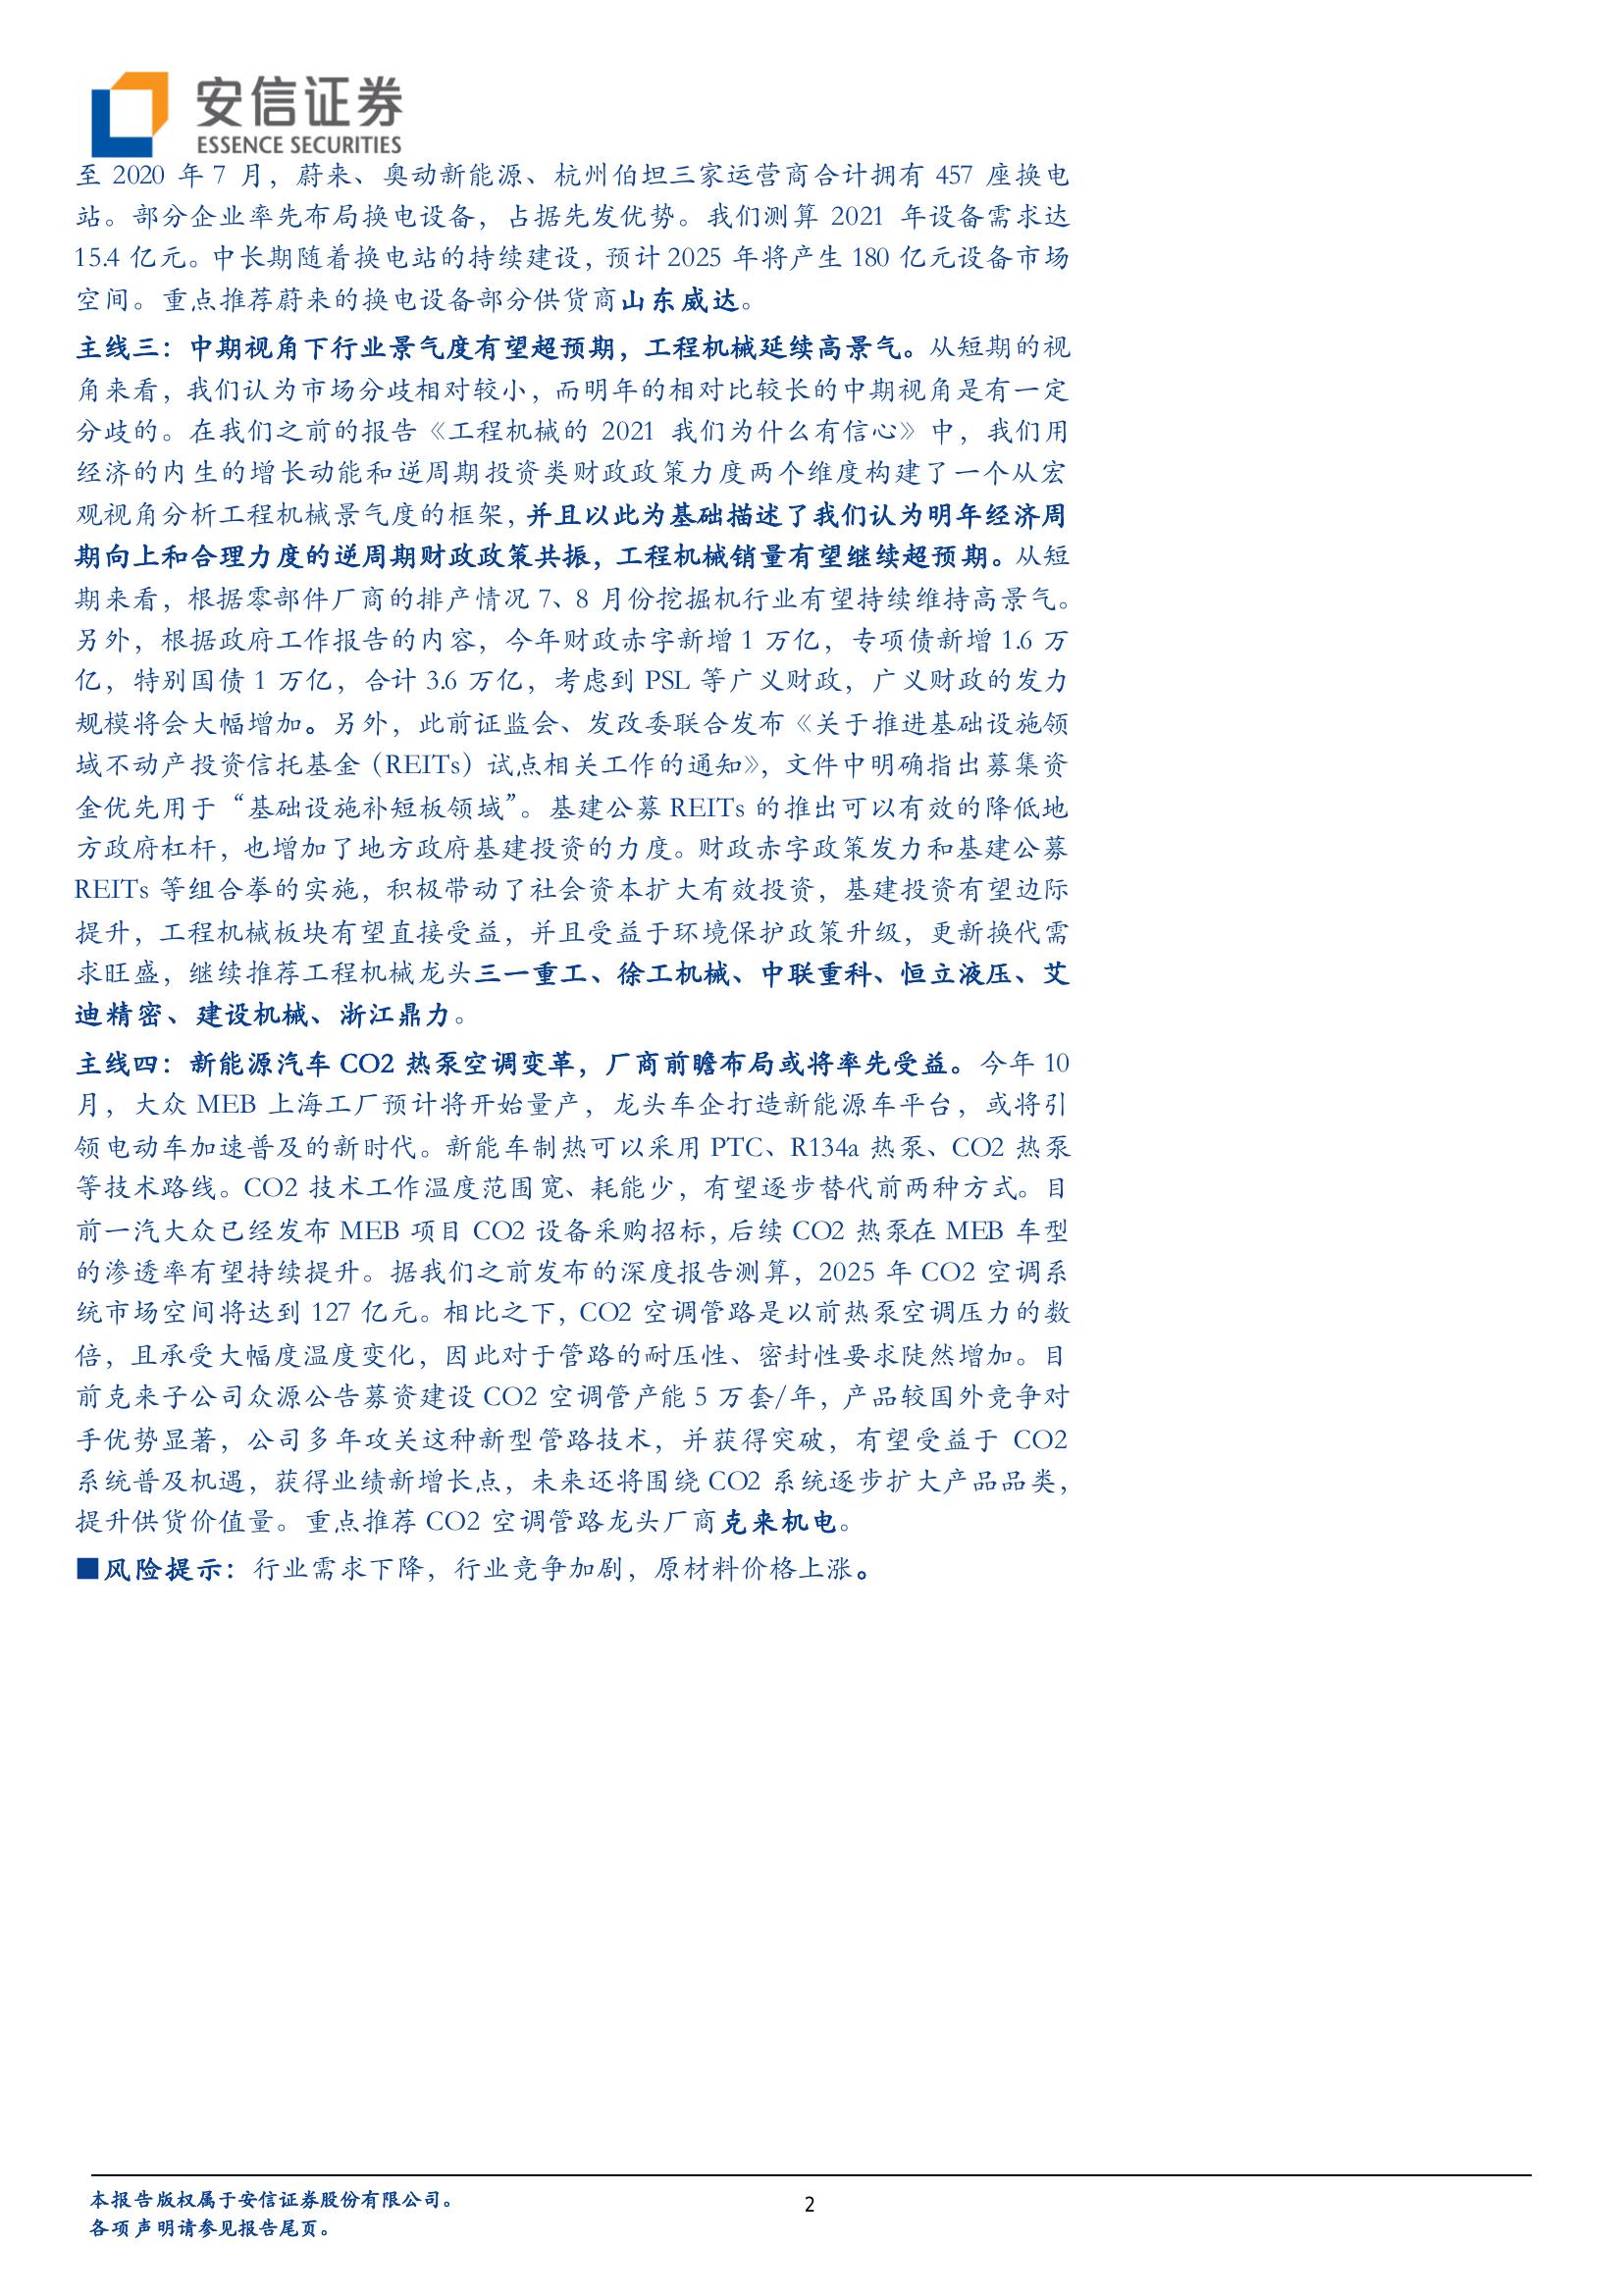 安信证券
ESSENCE SECURITIES
至 2020 年 7 月，蔚来、奥动新能源、杭州伯坦三家运营商合计拥有 457 座换电
站。部分企业率先布局换电设备，占据先发优势。我们测算 2021 年设备需求达
15.4 亿元。中长期随着换电站的持续建设，预计 2025 年将产生 180 亿元设备市场
空间。重点推荐蔚来的换电设备部分供货商山东威达。
主线三：中期视角下行业景气度有望超预期，工程机械延续高景气。从短期的视
角来看，我们认为市场分歧相对较小，而明年的相对比较长的中期视角是有一定
分歧的。在我们之前的报告《工程机械的 2021 我们为什么有信心》中，我们用
经济的内生的增长动能和逆周期投资类财政政策力度两个维度构建了一个从宏
观视角分析工程机械景气度的框架，并且以此为基础描述了我们认为明年经济周
期向上和合理力度的逆周期财政政策共振，工程机械销量有望继续超预期。从短
期来看，根据零部件厂商的排产情况 7、8 月份挖掘机行业有望持续维持高景气。
另外，根据政府工作报告的内容，今年财政赤字新增 1 万亿，专项债新增 1.6 万
亿，特别国债 1 万亿，合计 3.6 万亿，考虑到 PSL 等广义财政，广义财政的发力
规模将会大幅增加。另外，此前证监会、发改委联合发布《关于推进基础设施领
域不动产投资信托基金（REITs）试点相关工作的通知》，文件中明确指出募集资
金优先用于“基础设施补短板领域”。基建公募 REITs 的推出可以有效的降低地
方政府杠杆，也增加了地方政府基建投资的力度。财政赤字政策发力和基建公募
REITs 等组合拳的实施，积极带动了社会资本扩大有效投资，基建投资有望边际
提升，工程机械板块有望直接受益，并且受益于环境保护政策升级，更新换代需
求旺盛，继续推荐工程机械龙头三一重工、徐工机械、中联重科、恒立液压、艾
迪精密、建设机械、浙江鼎力。
主线四：新能源汽车 CO2 热泵空调变革，厂商前瞻布局或将率先受益。今年 10
月，大众 MEB 上海工厂预计将开始量产，龙头车企打造新能源车平台，或将引
领电动车加速普及的新时代。新能车制热可以采用 PTC、R134a 热泵、CO2 热泵
等技术路线。CO2 技术工作温度范围宽、耗能少，有望逐步替代前两种方式。目
前一汽大众已经发布 MEB 项目 CO2 设备采购招标，后续 CO2 热泵在 MEB 车型
的渗透率有望持续提升。据我们之前发布的深度报告测算，2025 年 CO2 空调系
统市场空间将达到 127 亿元。相比之下，CO2 空调管路是以前热泵空调压力的数
倍，且承受大幅度温度变化，因此对于管路的耐压性、密封性要求陡然增加。目
前克来子公司众源公告募资建设 CO2 空调管产能 5 万套/年，产品较国外竞争对
手优势显著，公司多年攻关这种新型管路技术，并获得突破，有望受益于 CO2
系统普及机遇，获得业绩新增长点，未来还将围绕 CO2 系统逐步扩大产品品类，
提升供货价值量。重点推荐 CO2 空调管路龙头厂商克来机电。
■风险提示：行业需求下降，行业竞争加剧，原材料价格上涨。
本报告版权属于安信证券股份有限公司。
2
各项声明请参见报告尾页。